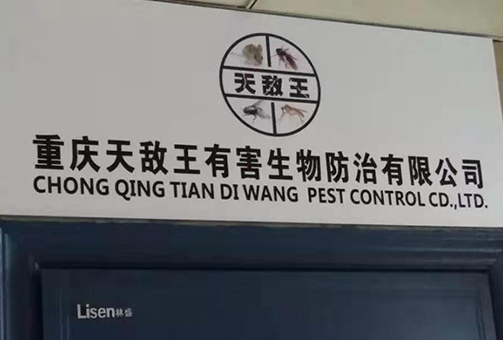 天敌王
重庆天敌王有害生物防治有限公司
CHONG QING TIAN DI WANG PEST CONTROL CD.,LTD.
Lisen林盛